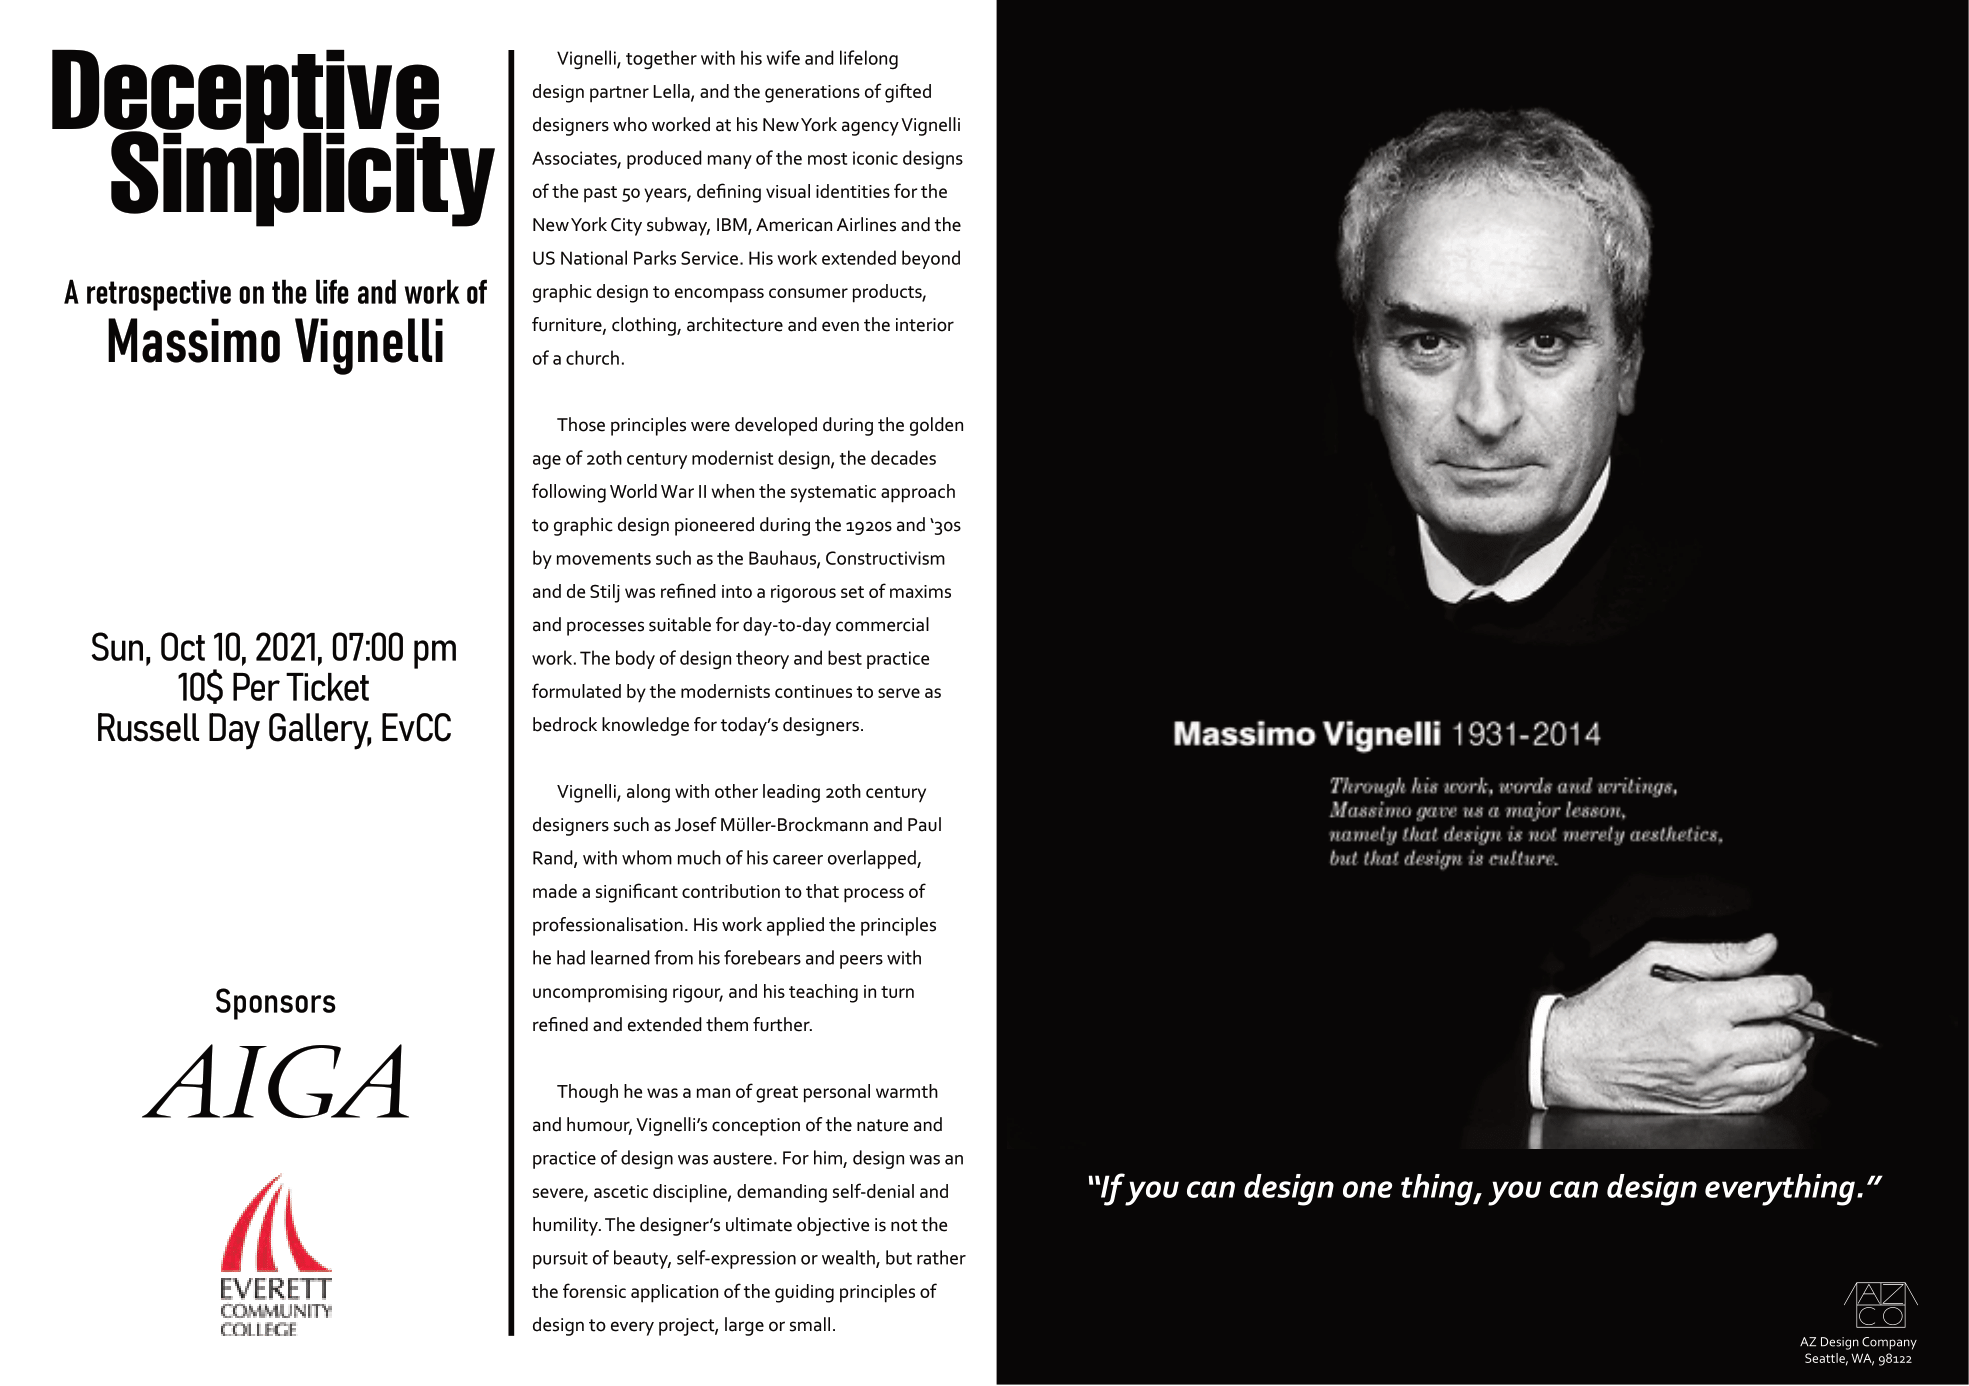 Deceptive
Simplicity
A retrospective on the life and work of
Massimo Vignelli
Sun, Oct 10, 2021, 07:00 pm
10$ Per Ticket
Russell Day Gallery, EvCC
Sponsors
AIGA
EVERETT
COMMUNITY
COLLEGE
Vignelli, together with his wife and lifelong
design partner Lella, and the generations of gifted
designers who worked at his New York agency Vignelli
Associates, produced many of the most iconic designs
of the past 50 years, defining visual identities for the
New York City subway, IBM, American Airlines and the
US National Parks Service. His work extended beyond
graphic design to encompass consumer products,
furniture, clothing, architecture and even the interior
of a church.
Those principles were developed during the golden
age of 20th century modernist design, the decades
following World War II when the systematic approach
to graphic design pioneered during the 1920s and ‘30s
by movements such as the Bauhaus, Constructivism
and de Stilj was refined into a rigorous set of maxims
and processes suitable for day-to-day commercial
work. The body of design theory and best practice
formulated by the modernists continues to serve as
bedrock knowledge for today’s designers.
Vignelli, along with other leading 20th century
designers such as Josef Müller-Brockmann and Paul
Rand, with whom much of his career overlapped,
made a significant contribution to that process of
professionalisation. His work applied the principles
he had learned from his forebears and peers with
uncompromising rigour, and his teaching in turn
refined and extended them further.
Though he was a man of great personal warmth
and humour, Vignelli’s conception of the nature and
practice of design was austere. For him, design was an
severe, ascetic discipline, demanding self-denial and
humility. The designer’s ultimate objective is not the
pursuit of beauty, self-expression or wealth, but rather
the forensic application of the guiding principles of
design to every project, large or small.
Massimo Vignelli 1931-2014
Through his work, words and writings,
Massimo gave us a major lesson,
namely that design is not merely aesthetics,
but that design is culture.
“If you can design one thing, you can design everything.”
AZ
CO
AZ Design Company
Seattle, WA, 98122